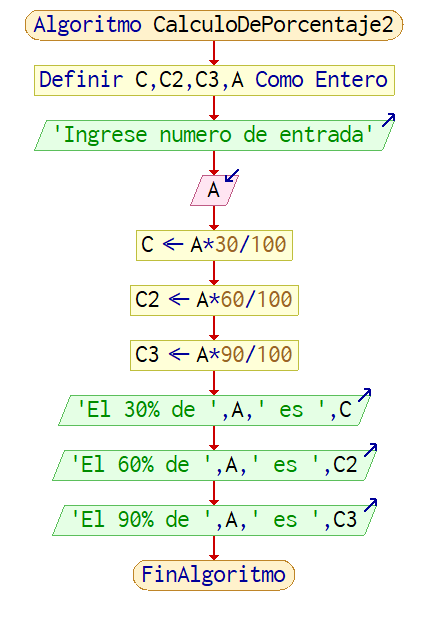 Algoritmo CalculoDePorcentaje2
Definir C,C2,C3,A Como Entero
'Ingrese numero de entrada'
A
C ← A*30/100
C2 ← A*60/100
C3 ← A*90/100
'El 30% de ',A,' es ',C
'El 60% de ',A,' es ',C2
'El 90% de ',A,' es ',C3
FinAlgoritmo